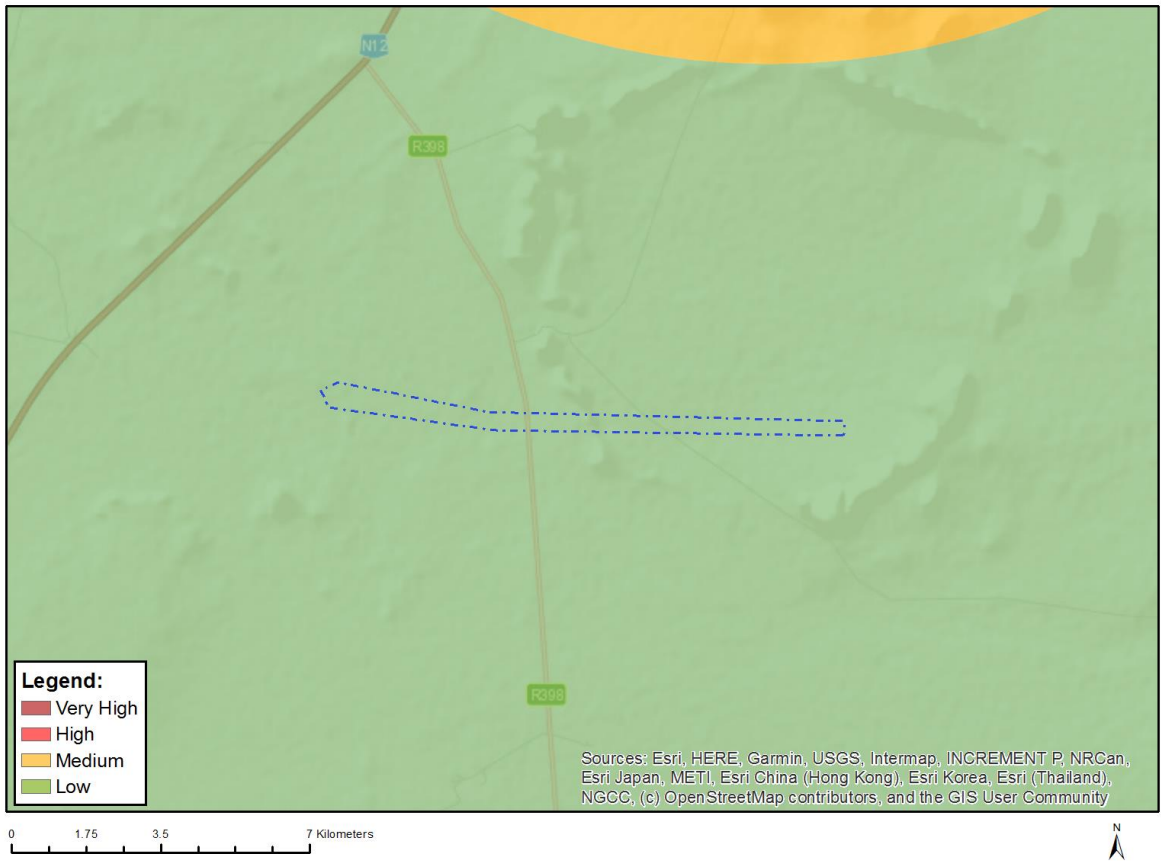 N12
R398
R398
Legend:
Very High
High
Medium
Low
Sources: Esri, HERE, Garmin, USGS, Intermap, INCREMENT P, NRCan,
Esri Japan, METI, Esri China (Hong Kong), Esri Korea, Esri (Thailand),
NGCC, (c) OpenStreetMap contributors, and the GIS User Community
0 1.75 3.5 7 Kilometers
N